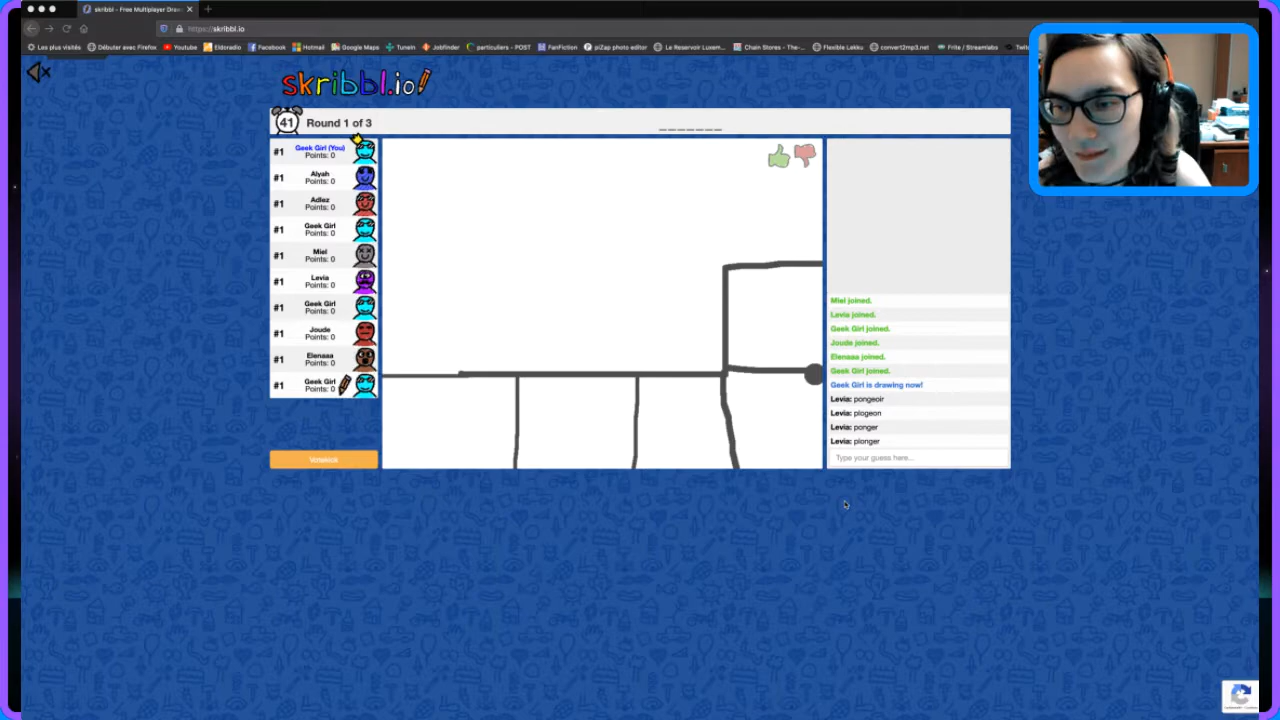 skribbl - Free Multiplayer Draw
https://skribbl.io
Les plus visités Débuter avec Firefox Youtube Eldoradio Facebook Hotmail Google Maps TuneIn Jobfinder particuliers - POST FanFiction piZap photo editor Le Reservoir Luxem... Chain Stores - The-... Flexible Lekku convert2mp3.net Frite / Streamlabs
skribbl.io
41 Round 1 of 3 _______
#1 Geek Girl (You)
Points: 0
#1 Alyah
Points: 0
#1 Adlez
Points: 0
#1 Geek Girl
Points: 0
#1 Miel
Points: 0
#1 Levia
Points: 0
#1 Geek Girl
Points: 0
#1 Joude
Points: 0
#1 Elenaaa
Points: 0
#1 Geek Girl
Points: 0
Votekick
Miel joined.
Levia joined.
Geek Girl joined.
Joude joined.
Elenaaa joined.
Geek Girl joined.
Geek Girl is drawing now!
Levia: pongeoir
Levia: plogeon
Levia: ponger
Levia: plonger
Type your guess here...